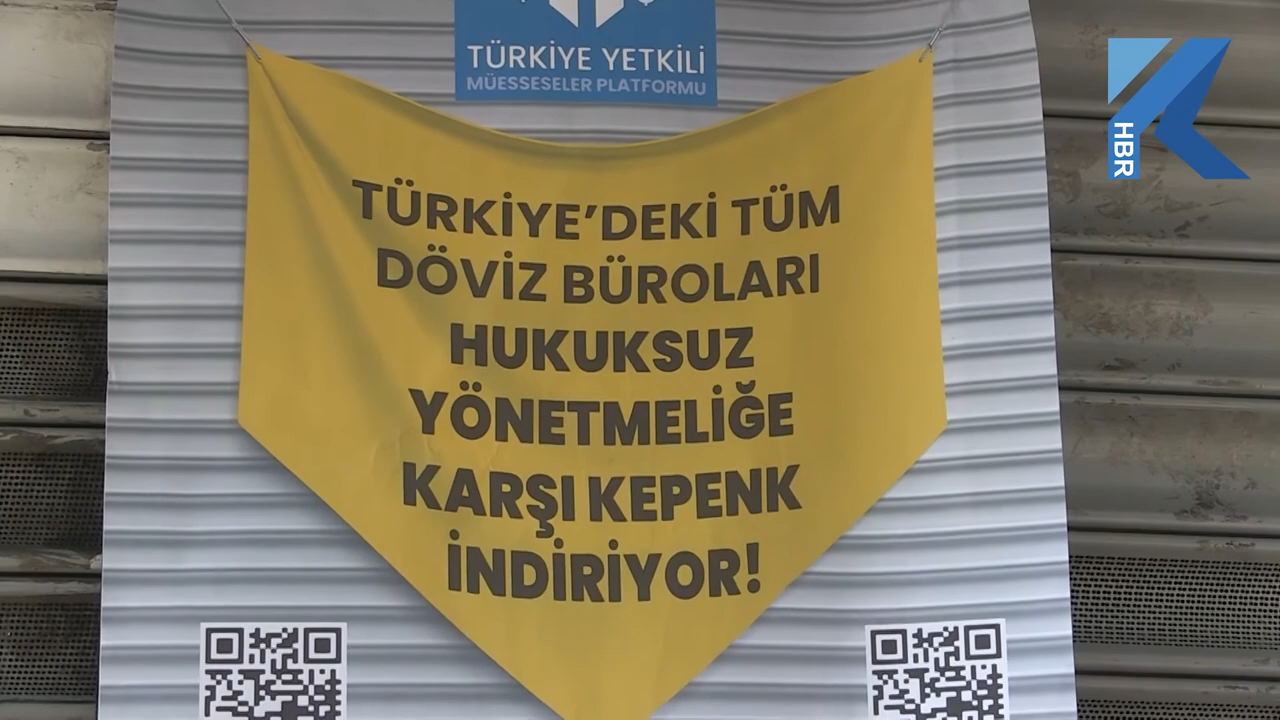 TÜRKİYE YETKİLİ
MÜESSESELER PLATFORMU
HBR
TÜRKİYE’DEKİ TÜM
DÖVİZ BÜROLARI
HUKUKSUZ
YÖNETMELİĞE
KARŞI KEPENK
İNDİRİYOR!